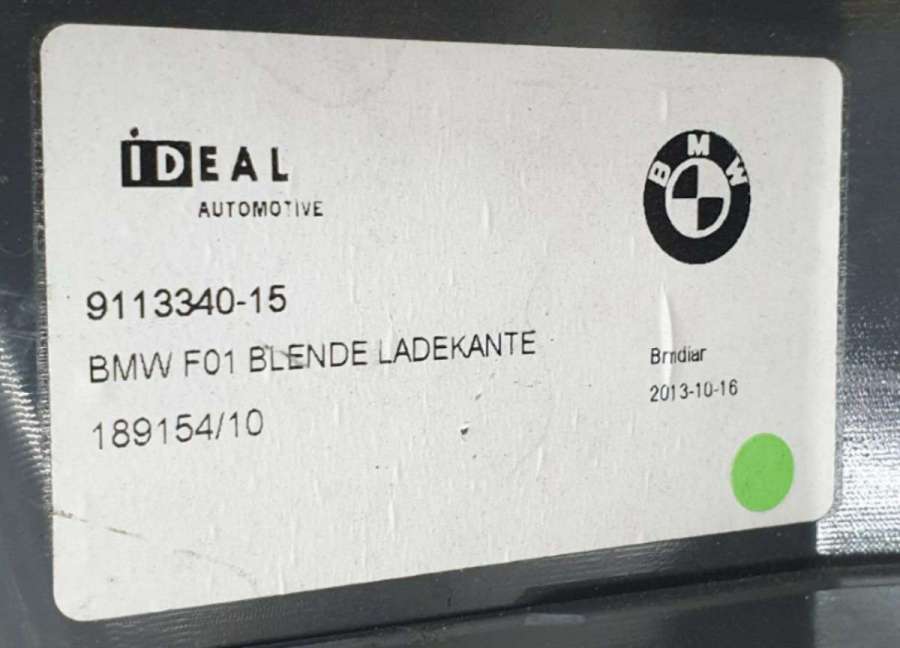 iDEAL
AUTOMOTIVE
BMW
9113340-15
BMW F01 BLENDE LADEKANTE
189154/10
Brndiar
2013-10-16